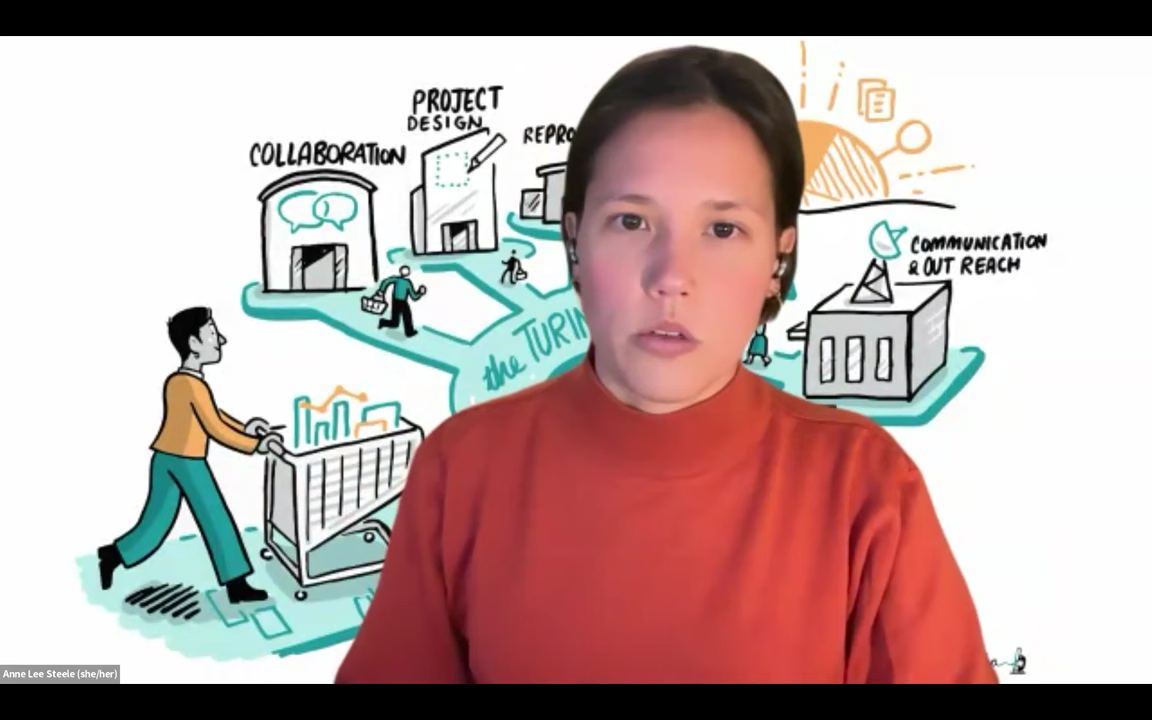 PROJECT
DESIGN
REPRO
COLLABORATION
COMMUNICATION
& OUT REACH
the TURIN
Anne Lee Steele (she/her)